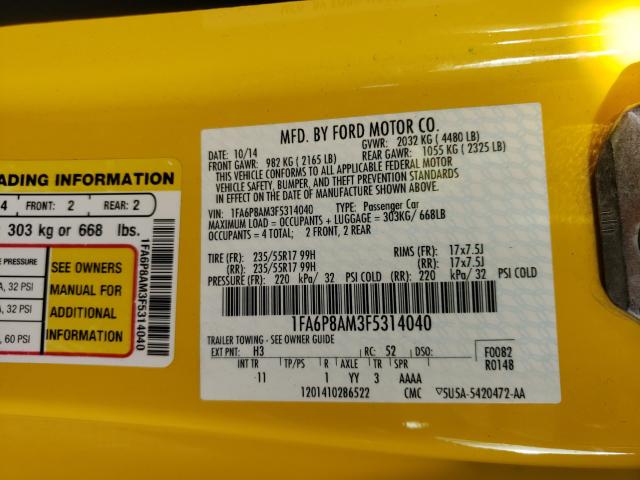 MFD. BY FORD MOTOR CO.
DATE: 10/14 GVWR: 2032 KG ( 4480 LB)
FRONT GAWR: 982 KG ( 2165 LB) REAR GAWR: 1055 KG ( 2325 LB)
THIS VEHICLE CONFORMS TO ALL APPLICABLE FEDERAL MOTOR
VEHICLE SAFETY, BUMPER, AND THEFT PREVENTION STANDARDS
IN EFFECT ON THE DATE OF MANUFACTURE SHOWN ABOVE.
VIN: 1FA6P8AM3F5314040 TYPE: Passenger Car
MAXIMUM LOAD = OCCUPANTS + LUGGAGE = 303KG/ 668LB
OCCUPANTS = 4 TOTAL; 2 FRONT, 2 REAR
TIRE (FR): 235/55R17 99H RIMS (FR): 17x7.5J
(RR): 235/55R17 99H (RR): 17x7.5J
PRESSURE (FR): 220 kPa/ 32 PSI COLD (RR): 220 kPa/ 32 PSI COLD
1FA6P8AM3F5314040
TRAILER TOWING - SEE OWNER GUIDE
EXT PNT: H3 RC: 52 DSO: F0082
R0148
INT TR TP/PS R AXLE TR SPR
11 1 YY 3 AAAA
1201410286522 CMC 5USA-5420472-AA
ADING INFORMATION
4 FRONT: 2 REAR: 2
303 kg or 668 lbs.
PRESSURE
, 32 PSI
, 32 PSI
, 60 PSI
SEE OWNERS
MANUAL FOR
ADDITIONAL
INFORMATION
1FA6P8AM3F5314040